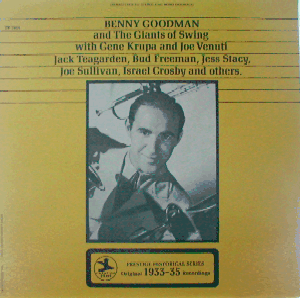 BENNY GOODMAN
and The Giants of Swing
with Gene Krupa and Joe Venuti
Jack Teagarden, Bud Freeman, Jess Stacy,
Joe Sullivan, Israel Crosby and others.
PRESTIGE HISTORICAL SERIES
Original 1933-35 Recordings